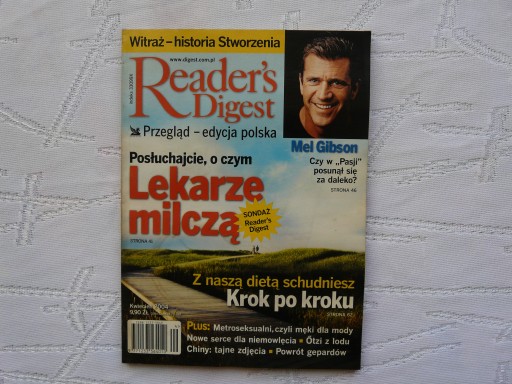 Witraż – historia Stworzenia
www.digest.com.pl
Reader's
Digest
Przegląd – edycja polska
Mel Gibson
Czy w „Pasji”
posunął się
za daleko?
STRONA 46
Posłuchajcie, o czym
Lekarze
milczą
STRONA
SONDAŻ
Reader's
Digest
Z naszą dietą schudniesz
Krok po kroku
STRONA
Kwiecień 2004
9,90 ZŁ
Plus: Metroseksualni, czyli męki dla mody
Nowe serce dla niemowlęcia ▪ Ötzi z lodu
Chiny: tajne zdjęcia ▪ Powrót gepardów